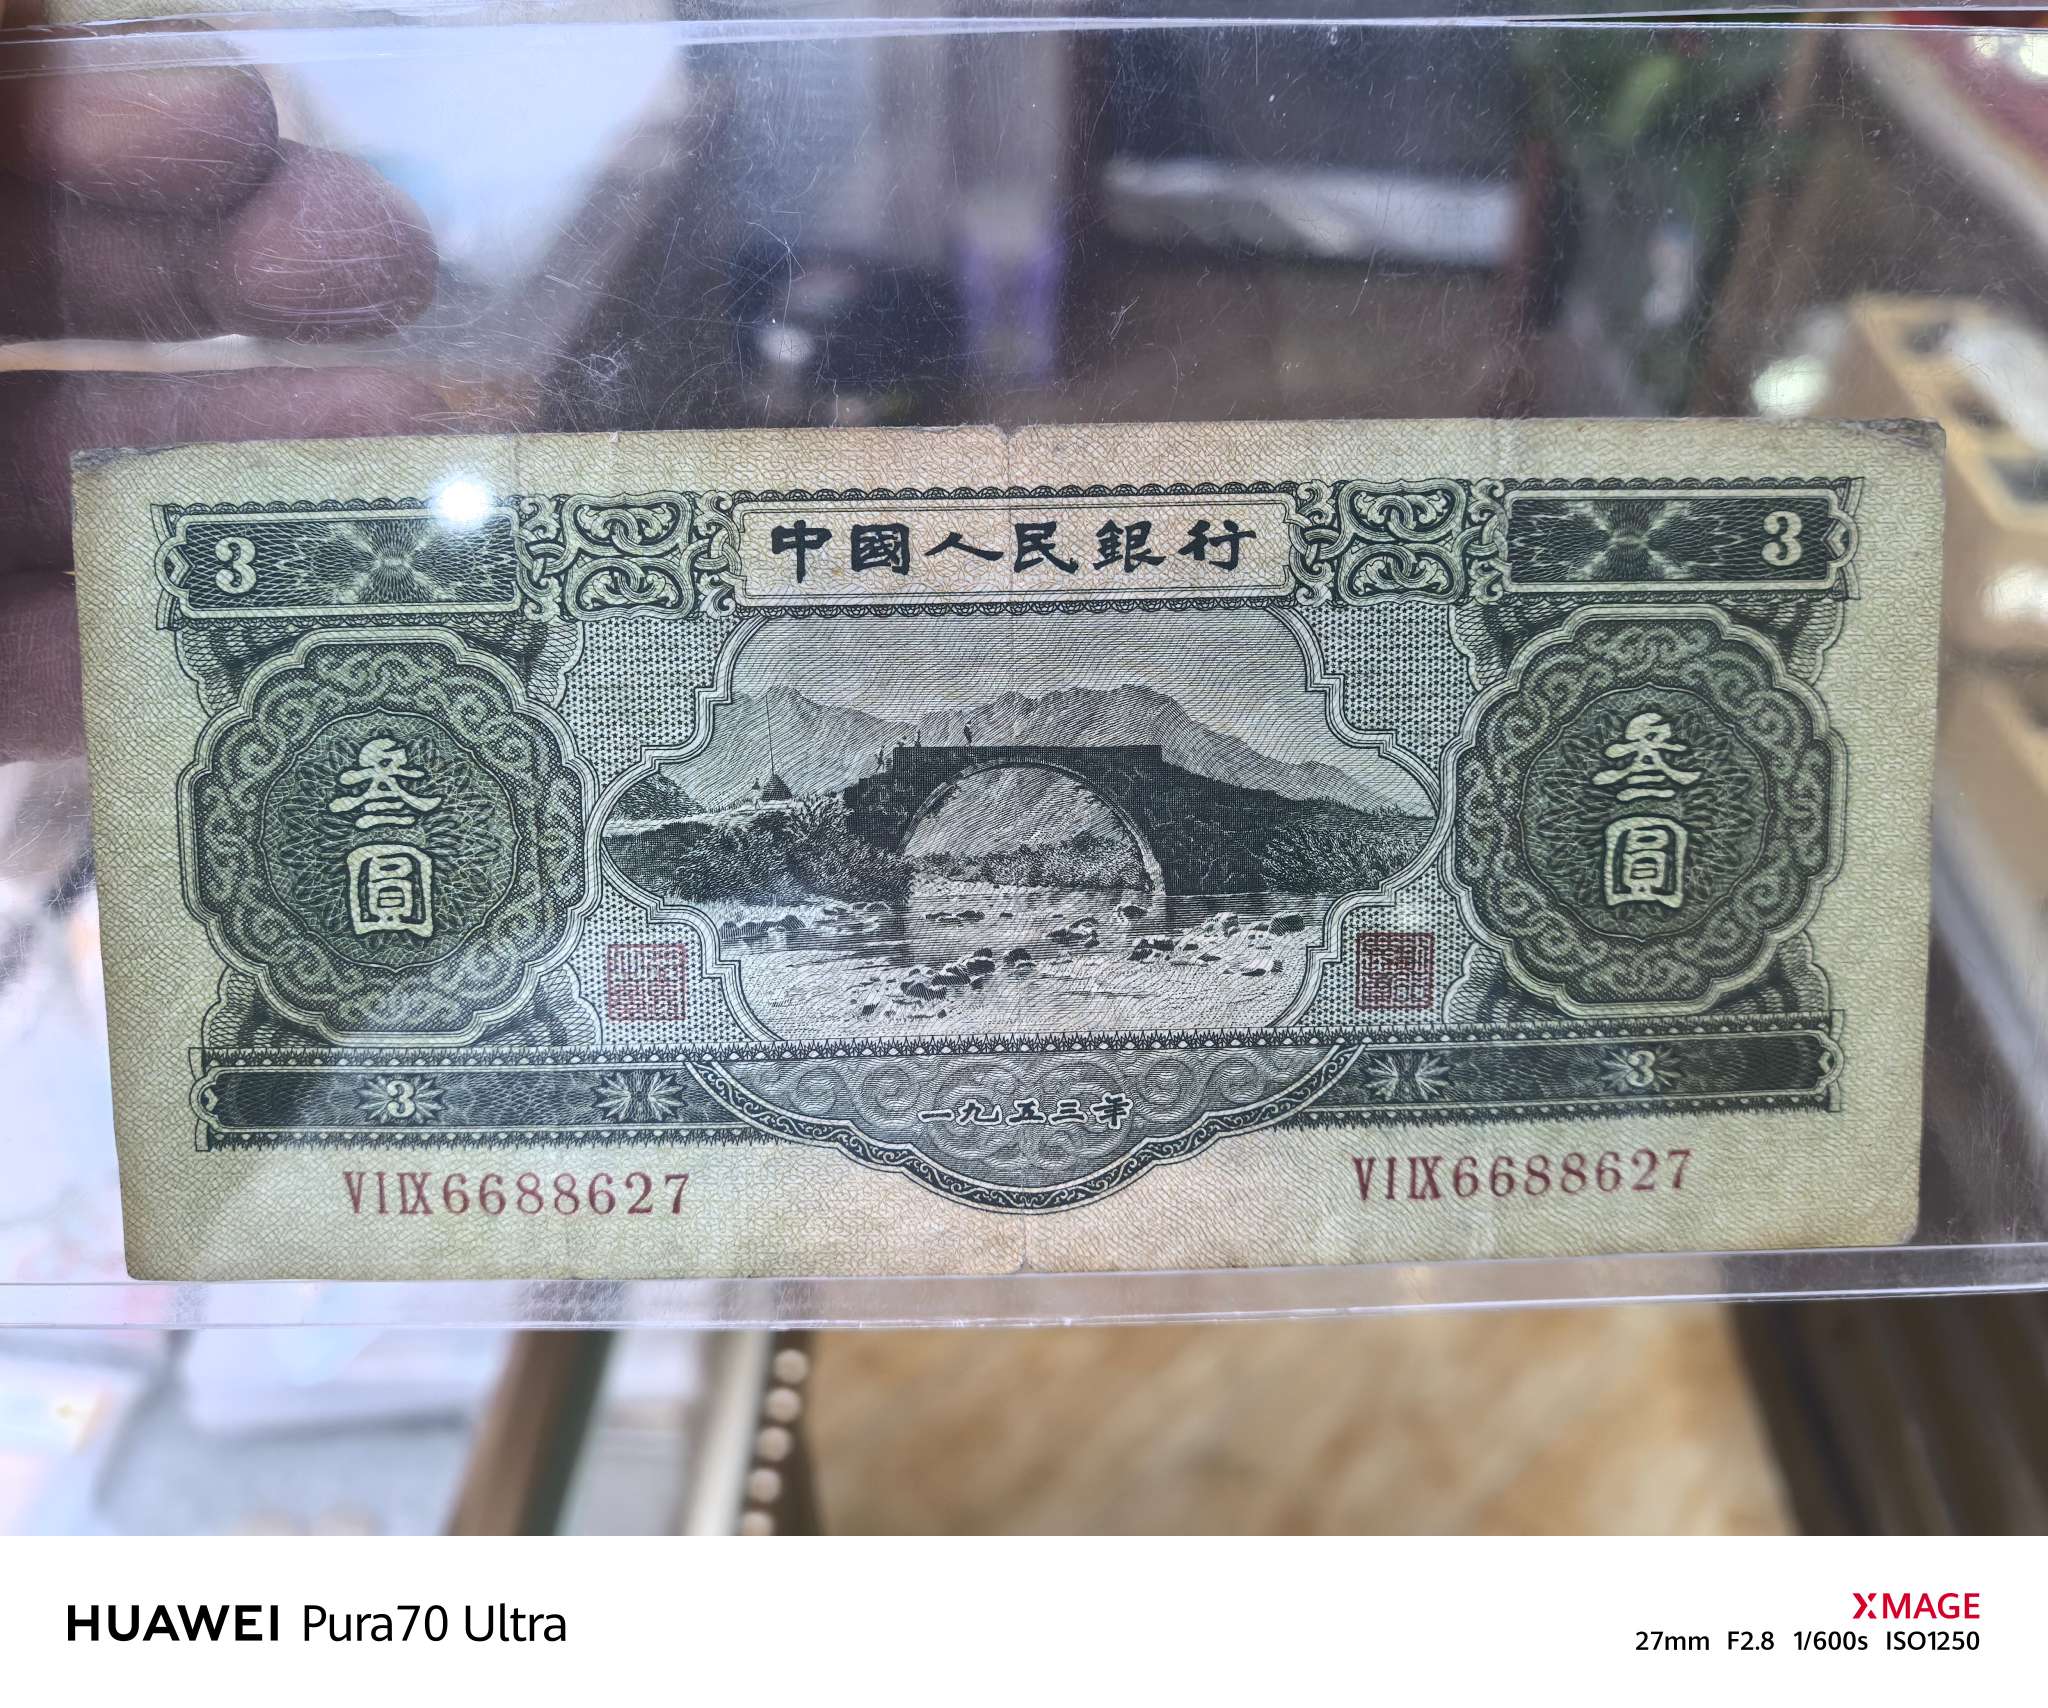 3 中國人民銀行 3
叁圓 叁圓
一九五三年
3 3
VIⅨ6688627 VIⅨ6688627
HUAWEI Pura70 Ultra
XMAGE
27mm F2.8 1/600s ISO1250